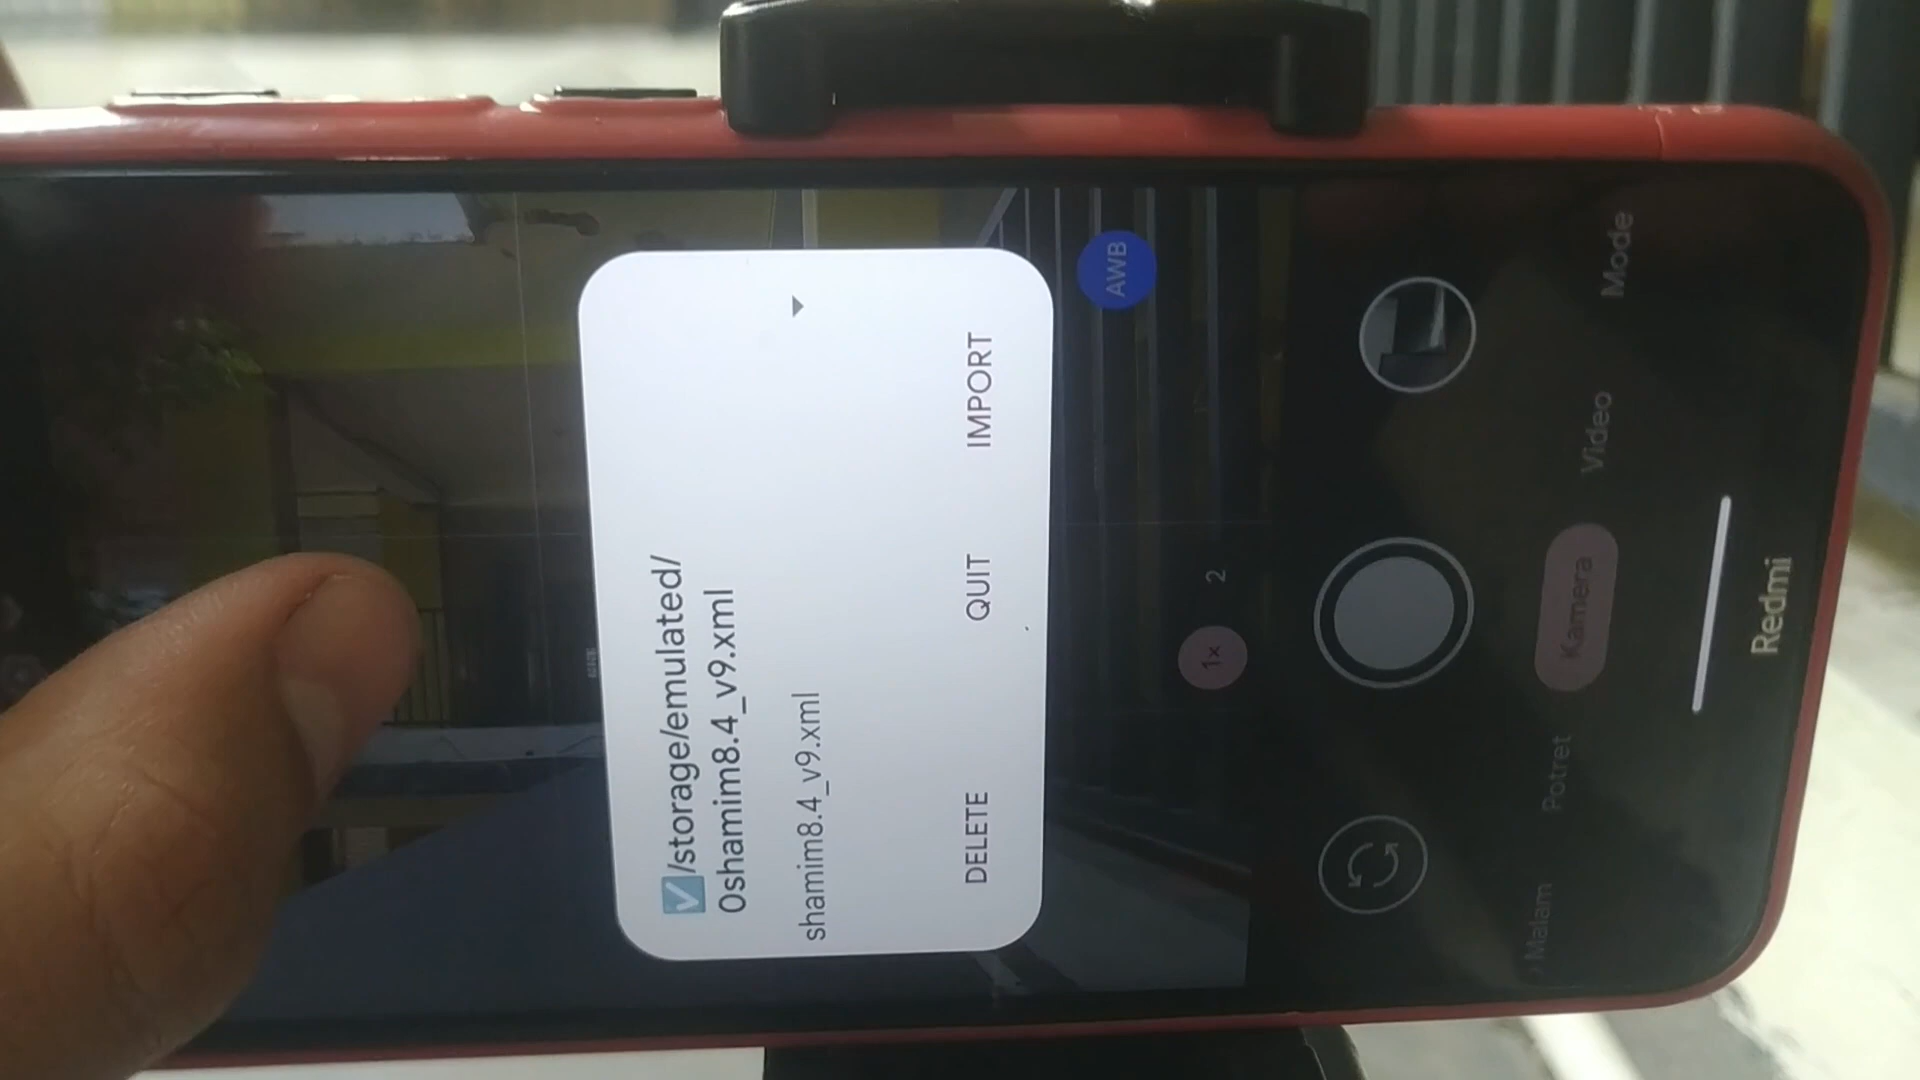 /storage/emulated/
0shamim8.4_v9.xml
shamim8.4_v9.xml
DELETE QUIT IMPORT
AWB
1× 2
Malam Potret Kamera Video Mode
Redmi